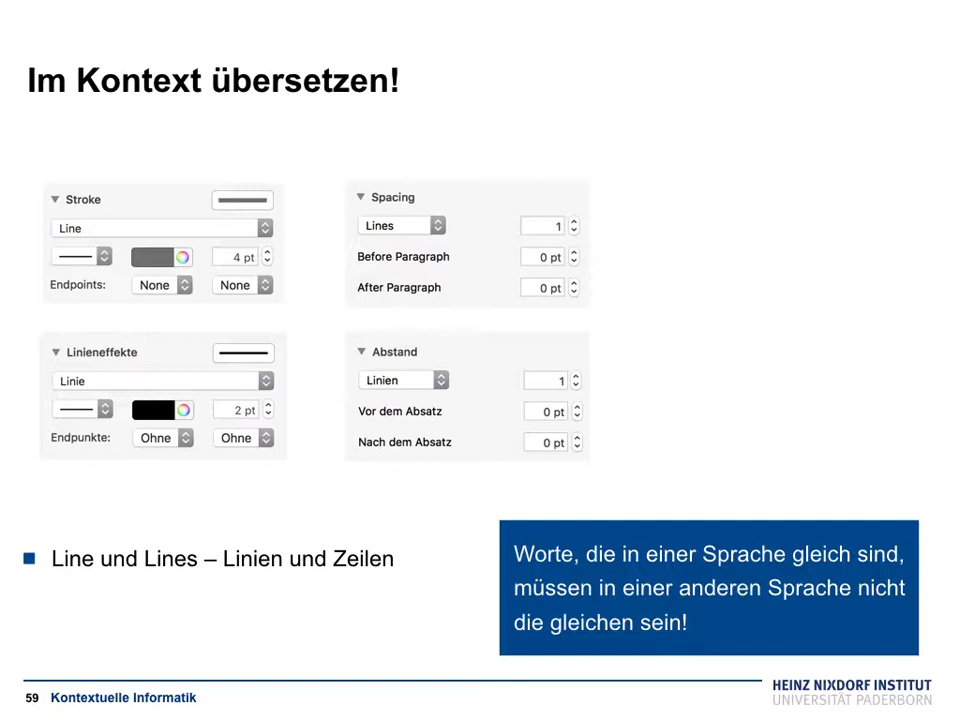 Im Kontext übersetzen!
Stroke
Line
4 pt
Endpoints: None None
Spacing
Lines 1
Before Paragraph 0 pt
After Paragraph 0 pt
Linieneffekte
Linie
2 pt
Endpunkte: Ohne Ohne
Abstand
Linien 1
Vor dem Absatz 0 pt
Nach dem Absatz 0 pt
Line und Lines – Linien und Zeilen
Worte, die in einer Sprache gleich sind,
müssen in einer anderen Sprache nicht
die gleichen sein!
59 Kontextuelle Informatik
HEINZ NIXDORF INSTITUT
UNIVERSITÄT PADERBORN